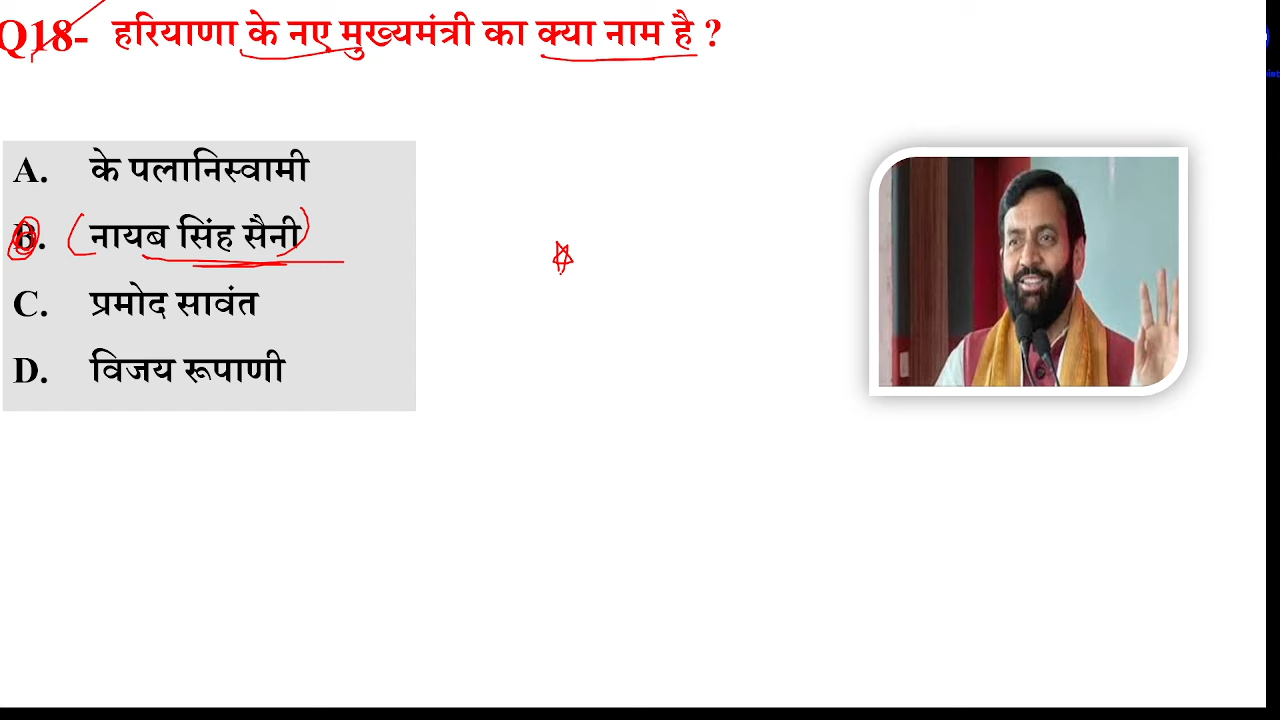 Q18- हरियाणा के नए मुख्यमंत्री का क्या नाम है ?
A. के पलानिस्वामी
B. नायब सिंह सैनी
C. प्रमोद सावंत
D. विजय रूपाणी